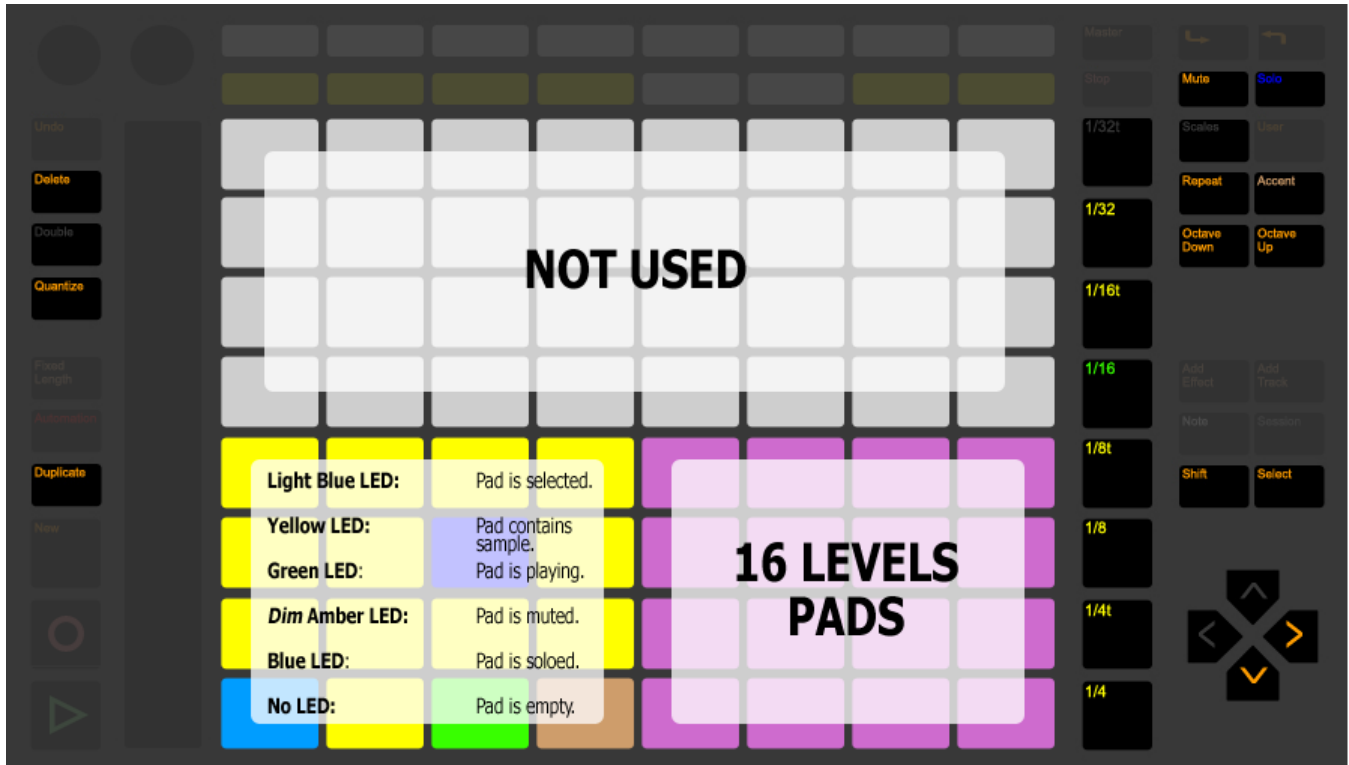 Master
Stop
Mute
Solo
Undo
1/32t
Scales
User
Delete
Repeat
Accent
1/32
Double
Octave
Down
Octave
Up
NOT USED
Quantize
1/16t
Fixed
Length
1/16
Add
Effect
Add
Track
Automation
Note
Session
1/8t
Duplicate
Light Blue LED: Pad is selected.
Shift
Select
New
Yellow LED: Pad contains
sample.
1/8
Green LED: Pad is playing.
16 LEVELS
PADS
Dim Amber LED: Pad is muted.
1/4t
Blue LED: Pad is soloed.
No LED: Pad is empty.
1/4